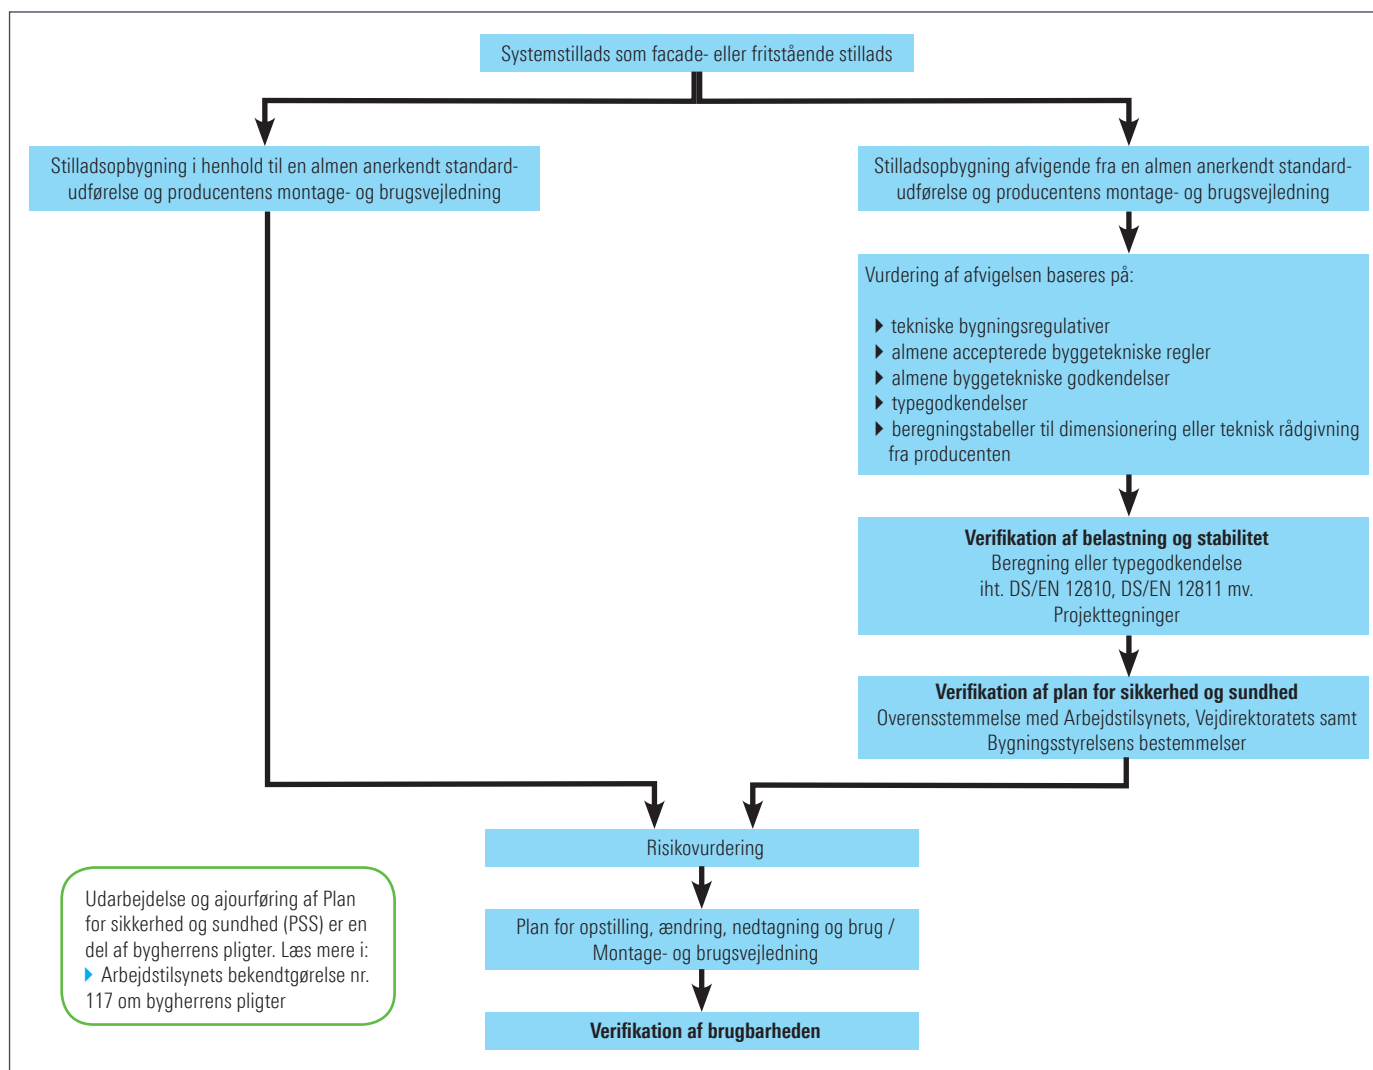 Systemstillads som facade- eller fritstående stillads
Stilladsopbygning i henhold til en almen anerkendt standard-
udførelse og producentens montage- og brugsvejledning
Stilladsopbygning afvigende fra en almen anerkendt standard-
udførelse og producentens montage- og brugsvejledning
Vurdering af afvigelsen baseres på:
tekniske bygningsregulativer
almene accepterede byggetekniske regler
almene byggetekniske godkendelser
typegodkendelser
beregningstabeller til dimensionering eller teknisk rådgivning
fra producenten
Verifikation af belastning og stabilitet
Beregning eller typegodkendelse
iht. DS/EN 12810, DS/EN 12811 mv.
Projekttegninger
Verifikation af plan for sikkerhed og sundhed
Overensstemmelse med Arbejdstilsynets, Vejdirektoratets samt
Bygningsstyrelsens bestemmelser
Risikovurdering
Plan for opstilling, ændring, nedtagning og brug /
Montage- og brugsvejledning
Verifikation af brugbarheden
Udarbejdelse og ajourføring af Plan
for sikkerhed og sundhed (PSS) er en
del af bygherrens pligter. Læs mere i:
Arbejdstilsynets bekendtgørelse nr.
117 om bygherrens pligter